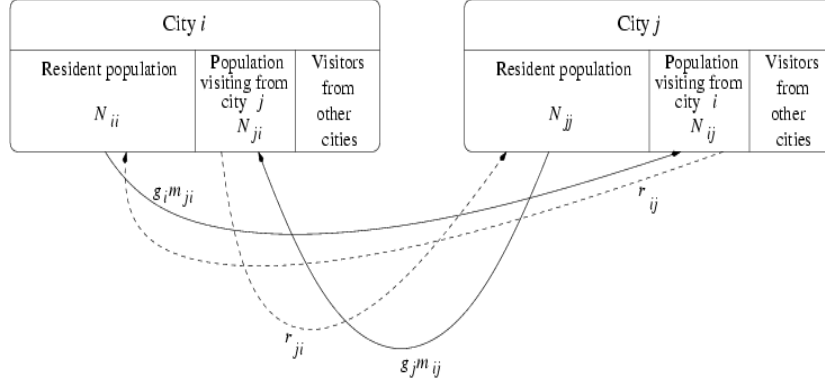 City i
Resident population
N ii
Population
visiting from
city j
N ji
Visitors
from
other
cities
City j
Resident population
N jj
Population
visiting from
city i
N ij
Visitors
from
other
cities
g i m ji
r ij
r ji
g j m ij